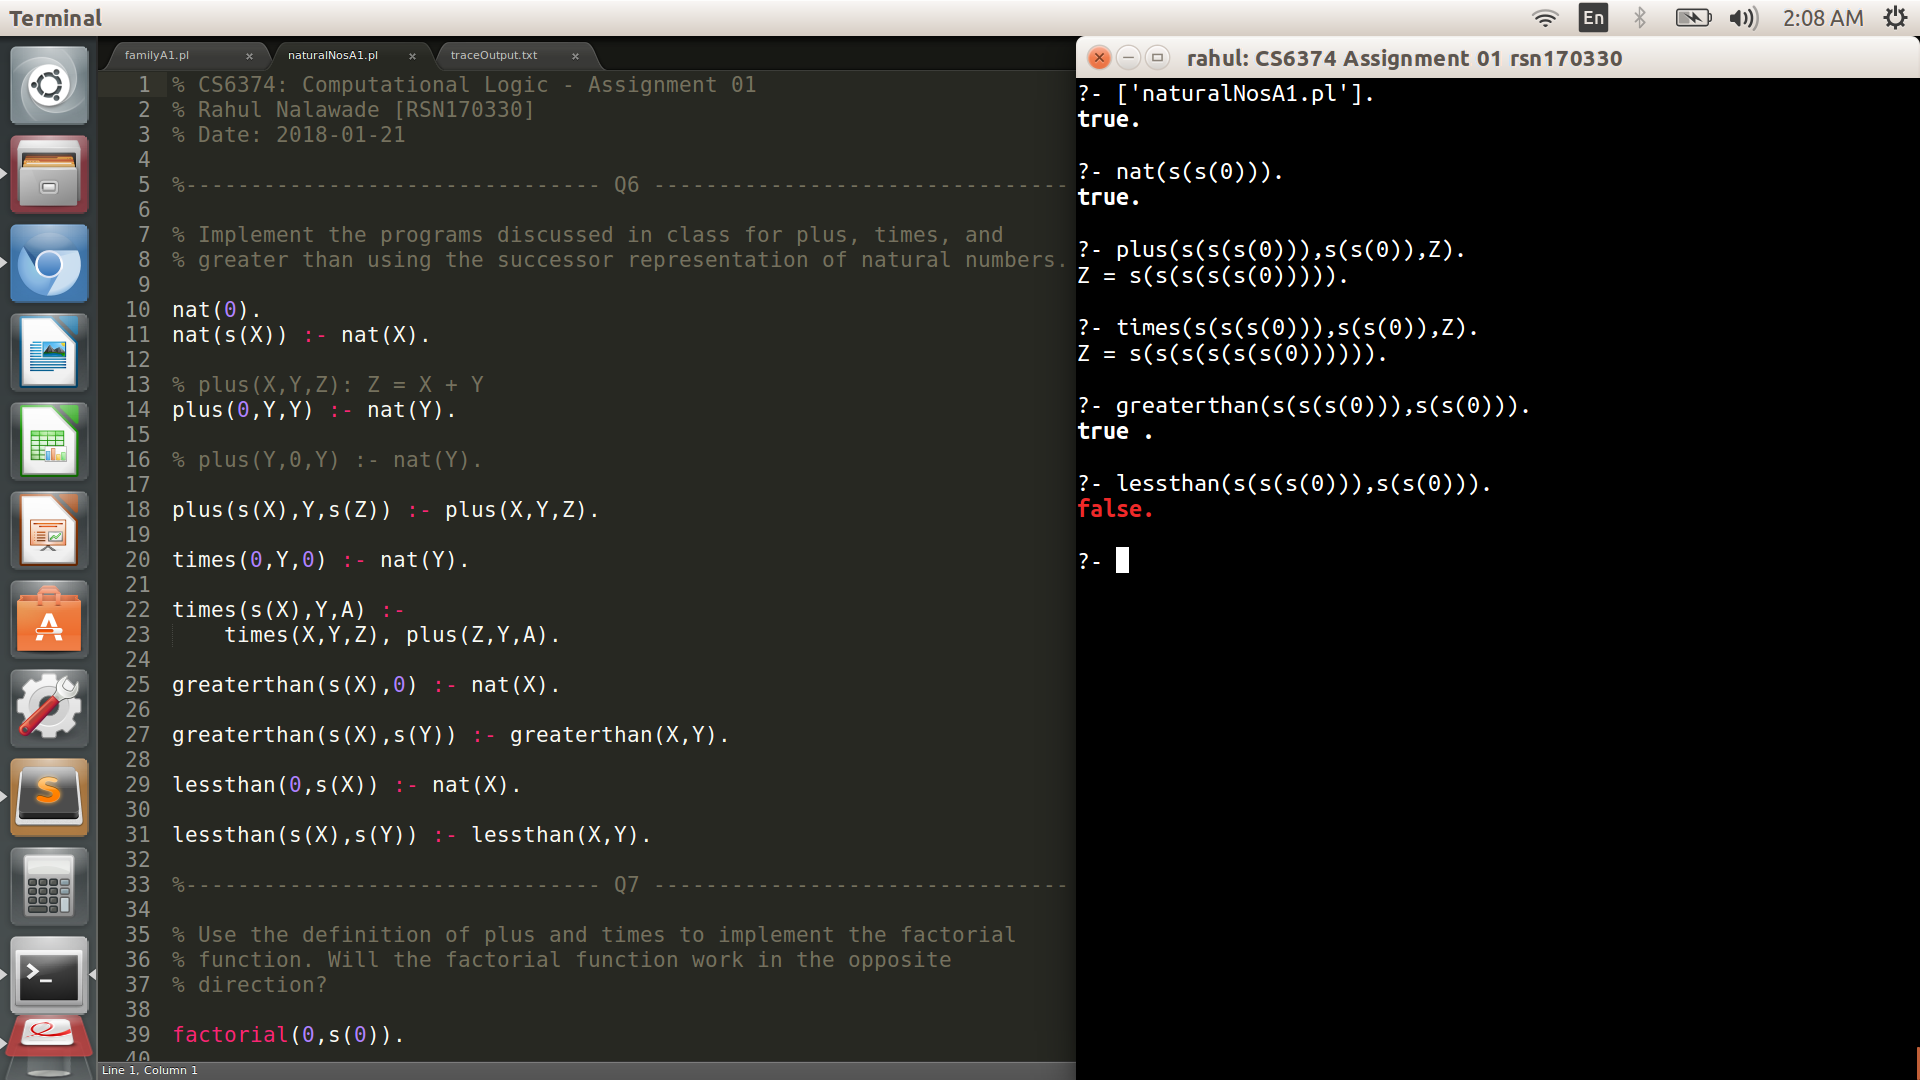 Terminal
En
2:08 AM
familyA1.pl ×
naturalNosA1.pl ×
traceOutput.txt ×
1 % CS6374: Computational Logic - Assignment 01
2 % Rahul Nalawade [RSN170330]
3 % Date: 2018-01-21
4
5 %-------------------------------- Q6 --------------------------------
6
7 % Implement the programs discussed in class for plus, times, and
8 % greater than using the successor representation of natural numbers.
9
10 nat(0).
11 nat(s(X)) :- nat(X).
12
13 % plus(X,Y,Z): Z = X + Y
14 plus(0,Y,Y) :- nat(Y).
15
16 % plus(Y,0,Y) :- nat(Y).
17
18 plus(s(X),Y,s(Z)) :- plus(X,Y,Z).
19
20 times(0,Y,0) :- nat(Y).
21
22 times(s(X),Y,A) :-
23     times(X,Y,Z), plus(Z,Y,A).
24
25 greaterthan(s(X),0) :- nat(X).
26
27 greaterthan(s(X),s(Y)) :- greaterthan(X,Y).
28
29 lessthan(0,s(X)) :- nat(X).
30
31 lessthan(s(X),s(Y)) :- lessthan(X,Y).
32
33 %-------------------------------- Q7 --------------------------------
34
35 % Use the definition of plus and times to implement the factorial
36 % function. Will the factorial function work in the opposite
37 % direction?
38
39 factorial(0,s(0)).
40
Line 1, Column 1
rahul: CS6374 Assignment 01 rsn170330
?- ['naturalNosA1.pl'].
true.
?- nat(s(s(0))).
true.
?- plus(s(s(s(0))),s(s(0)),Z).
Z = s(s(s(s(s(0))))).
?- times(s(s(s(0))),s(s(0)),Z).
Z = s(s(s(s(s(s(0)))))).
?- greaterthan(s(s(s(0))),s(s(0))).
true .
?- lessthan(s(s(s(0))),s(s(0))).
false.
?-